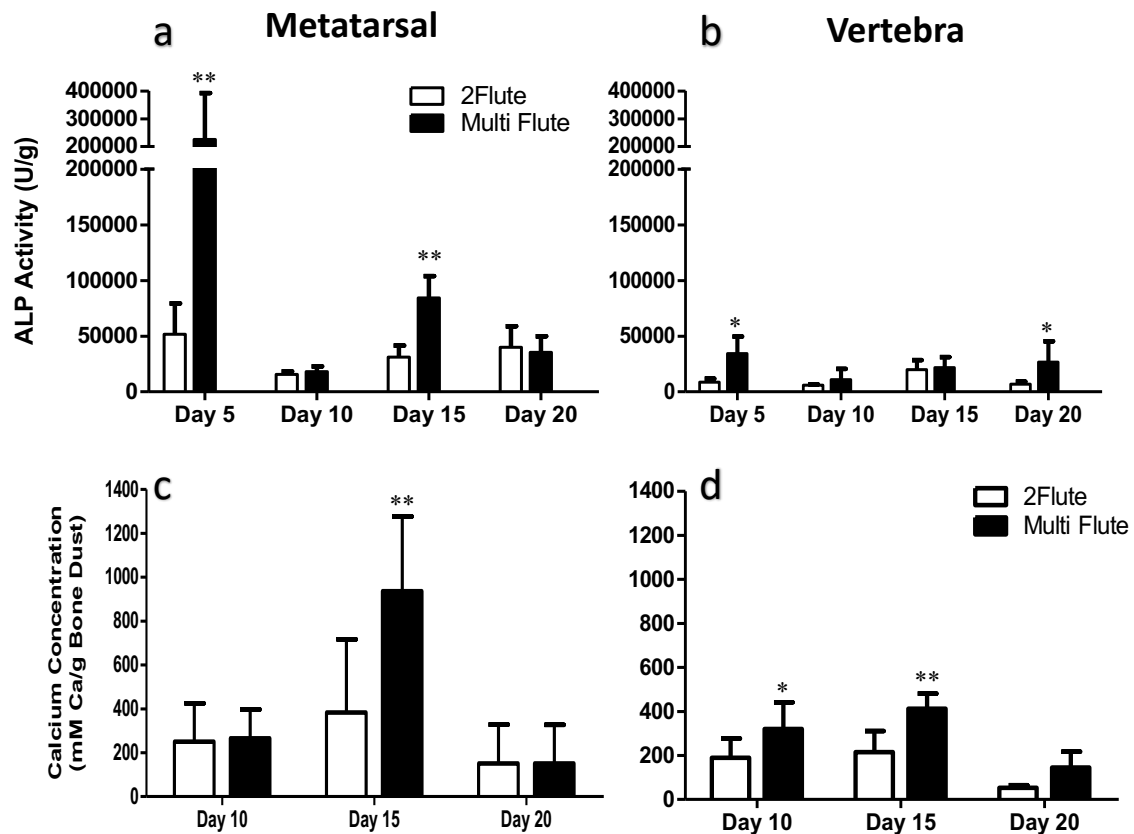 a
Metatarsal
b
Vertebra
ALP Activity (U/g)
400000
300000
200000
200000
150000
100000
50000
0
**
**
2Flute
Multi Flute
Day 5
Day 10
Day 15
Day 20
400000
300000
200000
200000
150000
100000
50000
0
*
*
Day 5
Day 10
Day 15
Day 20
c
Calcium Concentration
(mM Ca/g Bone Dust)
1400
1200
1000
800
600
400
200
0
**
Day 10
Day 15
Day 20
d
1400
1200
1000
800
600
400
200
0
*
**
2Flute
Multi Flute
Day 10
Day 15
Day 20